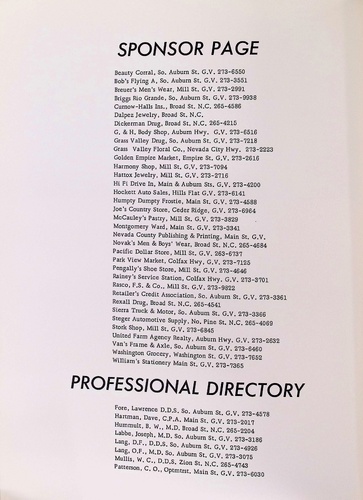 SPONSOR PAGE
Beauty Corral, So. Auburn St. G.V. 273-6550
Bob's Flying A, So. Auburn St, G.V. 273-3551
Breuer's Men's Wear, Mill St, G.V. 273-2991
Briggs Rio Grande, So, Auburn St, G.V. 273-9938
Curnow-Halls Ins., Broad St. N.C. 265-4586
Dalpez Jewelry, Broad St, N.C.
Dickerman Drug, Broad St, N.C. 265-4215
G, & H, Body Shop, Auburn Hwy, G.V. 273-6516
Grass Valley Drug, So, Auburn St, G.V. 273-7218
Grass Valley Floral Co., Nevada City Hwy, G.V. 273-2223
Golden Empire Market, Empire St, G.V. 273-2616
Harmony Shop, Mill St, G.V. 273-7094
Hattox Jewelry, Mill St, G.V. 273-2716
Hi Fi Drive In, Main & Auburn Sts, G.V. 273-4200
Hockett Auto Sales, Hills Flat G.V. 273-6141
Humpty Dumpty Frostie, Main St, G.V. 273-4588
Joe's Country Store, Cedar Ridge, G.V. 273-6964
McCauley's Pastry, Mill St, G.V. 273-3829
Montgomery Ward, Main St, G.V. 273-3341
Nevada County Publishing & Printing, Main St, G.V.
Novak's Men & Boys' Wear, Broad St, N.C. 265-4684
Pacific Dollar Store, Mill St, G.V. 263-6737
Park View Market, Colfax Hwy, G.V. 273-7125
Pengally's Shoe Store, Mill St, G.V. 273-4646
Rainey's Service Station, Colfax Hwy, G.V. 273-3701
Rasco, F.S. & Co., Mill St, G.V. 273-9822
Retailer's Credit Association, So. Auburn St, G.V. 273-3361
Rexall Drug, Broad St, N.C. 265-4541
Sierra Truck & Motor, So. Auburn St, G.V. 273-3366
Steger Automotive Supply, No. Pine St, N.C. 265-4069
Stork Shop, Mill St, G.V. 273-6845
United Farm Agency Realty, Auburn Hwy, G.V. 273-2632
Van's Frame & Axle, So, Auburn St, G.V. 273-6460
Washington Grocery, Washington St, G.V. 273-7652
William's Stationery Main St, G.V. 273-7365
PROFESSIONAL DIRECTORY
Fore, Lawrence D.D.S, So. Auburn St, G.V. 273-4578
Hartman, Dave, C.P.A, Main St, G.V. 273-2017
Hummult, B. W., M.D, Broad St, N.C. 265-2204
Labbe, Joseph, M.D, So. Auburn St, G.V. 273-3186
Lang, D.F., D.D.S, So. Auburn St, G.V. 273-4926
Lang, O.F., M.D, So. Auburn St, G.V. 273-3075
Mullis, W. C., D.D.S, Zion St, N.C. 265-4743
Patterson, C. O, Optmtrst, Main St, G.V. 273-6030